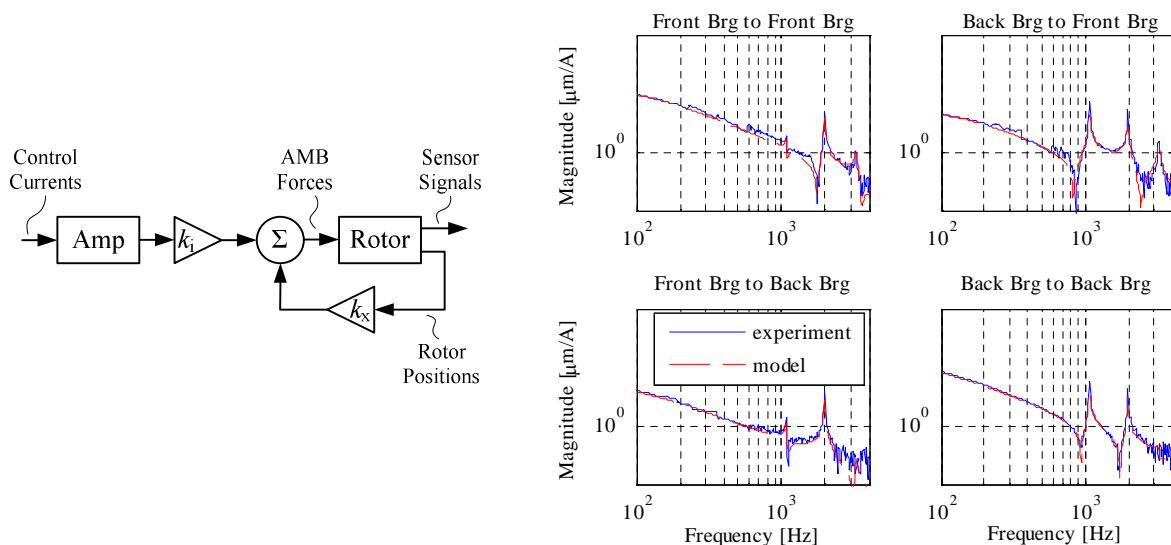 Control
Currents
Amp
ki
AMB
Forces
Σ
Rotor
Sensor
Signals
kx
Rotor
Positions
Front Brg to Front Brg
Magnitude [μm/A]
10^0
10^2
10^3
Back Brg to Front Brg
10^0
10^2
10^3
Front Brg to Back Brg
experiment
model
Magnitude [μm/A]
10^0
10^2
10^3
Frequency [Hz]
Back Brg to Back Brg
10^0
10^2
10^3
Frequency [Hz]